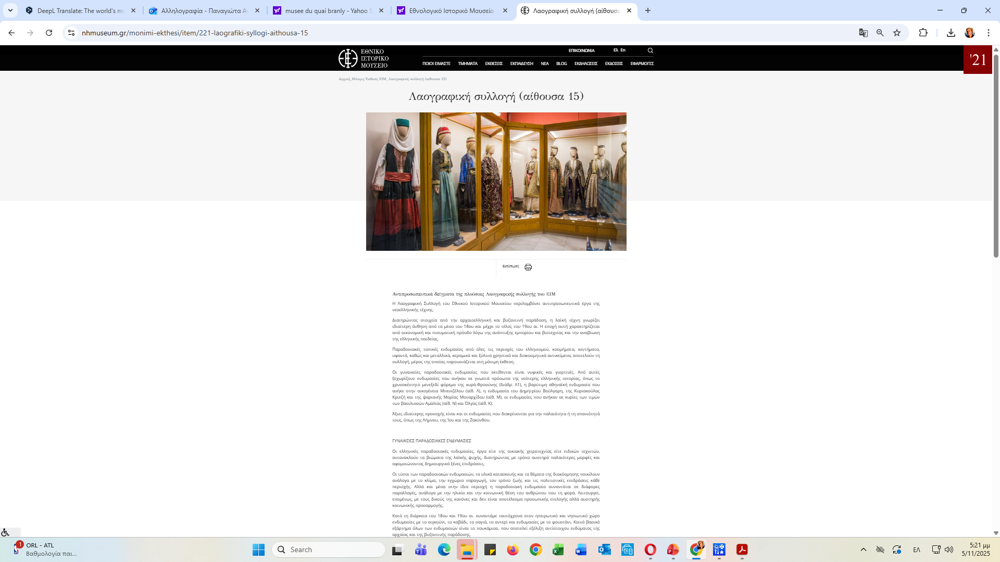 DeepL Translate: The world's m
Αλληλογραφία - Παναγιώτα Αν
musee du quai branly - Yahoo S
Εθνολογικό Ιστορικό Μουσείο
Λαογραφική συλλογή (αίθουσα
nhmuseum.gr/monimi-ekthesi/item/221-laografiki-syllogi-aithousa-15
ΕΘΝΙΚΟ
ΙΣΤΟΡΙΚΟ
ΜΟΥΣΕΙΟ
ΕΠΙΚΟΙΝΩΝΙΑ Ελ En
ΠΟΙΟΙ ΕΙΜΑΣΤΕ ΤΜΗΜΑΤΑ ΕΚΘΕΣΕΙΣ ΕΚΠΑΙΔΕΥΣΗ ΝΕΑ BLOG ΕΚΔΗΛΩΣΕΙΣ ΕΚΔΟΣΕΙΣ ΕΦΑΡΜΟΓΕΣ
'21
Αρχική_Μόνιμη Έκθεση ΕΙΜ_Λαογραφική συλλογή (αίθουσα 15)
Λαογραφική συλλογή (αίθουσα 15)
Εκτύπωση
Αντιπροσωπευτικά δείγματα της πλούσιας Λαογραφικής συλλογής του ΕΙΜ
Η Λαογραφική Συλλογή του Εθνικού Ιστορικού Μουσείου περιλαμβάνει αντιπροσωπευτικά έργα της
νεοελληνικής τέχνης.
Διατηρώντας στοιχεία από την αρχαιοελληνική και βυζαντινή παράδοση, η λαϊκή τέχνη γνωρίζει
ιδιαίτερη άνθηση από τα μέσα του 18ου και μέχρι το τέλος του 19ου αι. Η εποχή αυτή χαρακτηρίζεται
από οικονομική και πνευματική πρόοδο λόγω της ανάπτυξης εμπορίου και βιοτεχνίας και την αναβίωση
της ελληνικής παιδείας.
Παραδοσιακές τοπικές ενδυμασίες από όλες τις περιοχές του ελληνισμού, κοσμήματα, κεντήματα,
υφαντά, καθώς και μεταλλικά, κεραμικά και ξύλινα χρηστικά και διακοσμητικά αντικείμενα, αποτελούν τη
συλλογή, μέρος της οποίας παρουσιάζεται στη μόνιμη έκθεση.
Οι γυναικείες παραδοσιακές ενδυμασίες που εκτίθενται είναι νυφικές και γιορτινές. Από αυτές
ξεχωρίζουν ενδυμασίες που ανήκαν σε γνωστά πρόσωπα της νεότερης ελληνικής ιστορίας, όπως το
χρυσοκέντητο μενεξεδί φόρεμα της κυρά-Φροσύνης (διάδρ. Λ1), η βαρύτιμη αθηναϊκή ενδυμασία που
ανήκε στην οικογένεια Μπενιζέλου (αίθ. Λ), η ενδυμασία του Δημητρίου Βούλγαρη, της Κυριακούλας
Κριεζή και της ψαριανής Μαρίας Μοναρχίδου (αίθ. Μ), οι ενδυμασίες που ανήκαν σε κυρίες των τιμών
των βασιλισσών Αμαλίας (αίθ. Ν) και Όλγας (αίθ. Κ).
Άξιες ιδιαίτερης προσοχής είναι και οι ενδυμασίες που διακρίνονται για την παλαιότητα ή τη σπανιότητά
τους, όπως της Λήμνου, της Ίου και της Ζακύνθου.
ΓΥΝΑΙΚΕΙΕΣ ΠΑΡΑΔΟΣΙΑΚΕΣ ΕΝΔΥΜΑΣΙΕΣ
Οι ελληνικές παραδοσιακές ενδυμασίες, έργα είτε της οικιακής χειροτεχνίας είτε ειδικών τεχνιτών,
αντανακλούν τα βιώματα της λαϊκής ψυχής, διατηρώντας με τρόπο αυστηρό παλαιότερες μορφές και
αφομοιώνοντας δημιουργικά ξένες επιδράσεις.
Οι τύποι των παραδοσιακών ενδυμασιών, τα υλικά κατασκευής και τα θέματα της διακόσμησης ποικίλουν
ανάλογα με το κλίμα, την εγχώρια παραγωγή, τον τρόπο ζωής και τις πολιτιστικές επιδράσεις κάθε
περιοχής. Αλλά και μέσα στην ίδια περιοχή η παραδοσιακή ενδυμασία συναντάται σε διάφορες
παραλλαγές, ανάλογα με την ηλικία και την κοινωνική θέση του ανθρώπου που τη φορά. Λειτουργεί,
επομένως, με τους δικούς της κανόνες και δεν είναι αποτέλεσμα προσωπικής επιλογής αλλά αυστηρής
κοινωνικής προσαρμογής.
Κατά τη διάρκεια του 18ου και 19ου αι. συναντάμε ταυτόχρονα στον ηπειρωτικό και νησιωτικό χώρο
ενδυμασίες με το σιγκούνι, το καβάδι, το σαγιά, το αντερί και ενδυμασίες με το φουστάνι. Κοινό βασικό
εξάρτημα όλων των ενδυμασιών είναι το πουκάμισο, που αποτελεί εξέλιξη αντίστοιχου ενδύματος της
αρχαίας και της βυζαντινής παράδοσης.
1
ORL - ATL
Βαθμολογία παι...
Search
ΕΛ
5:21 μμ
5/11/2025